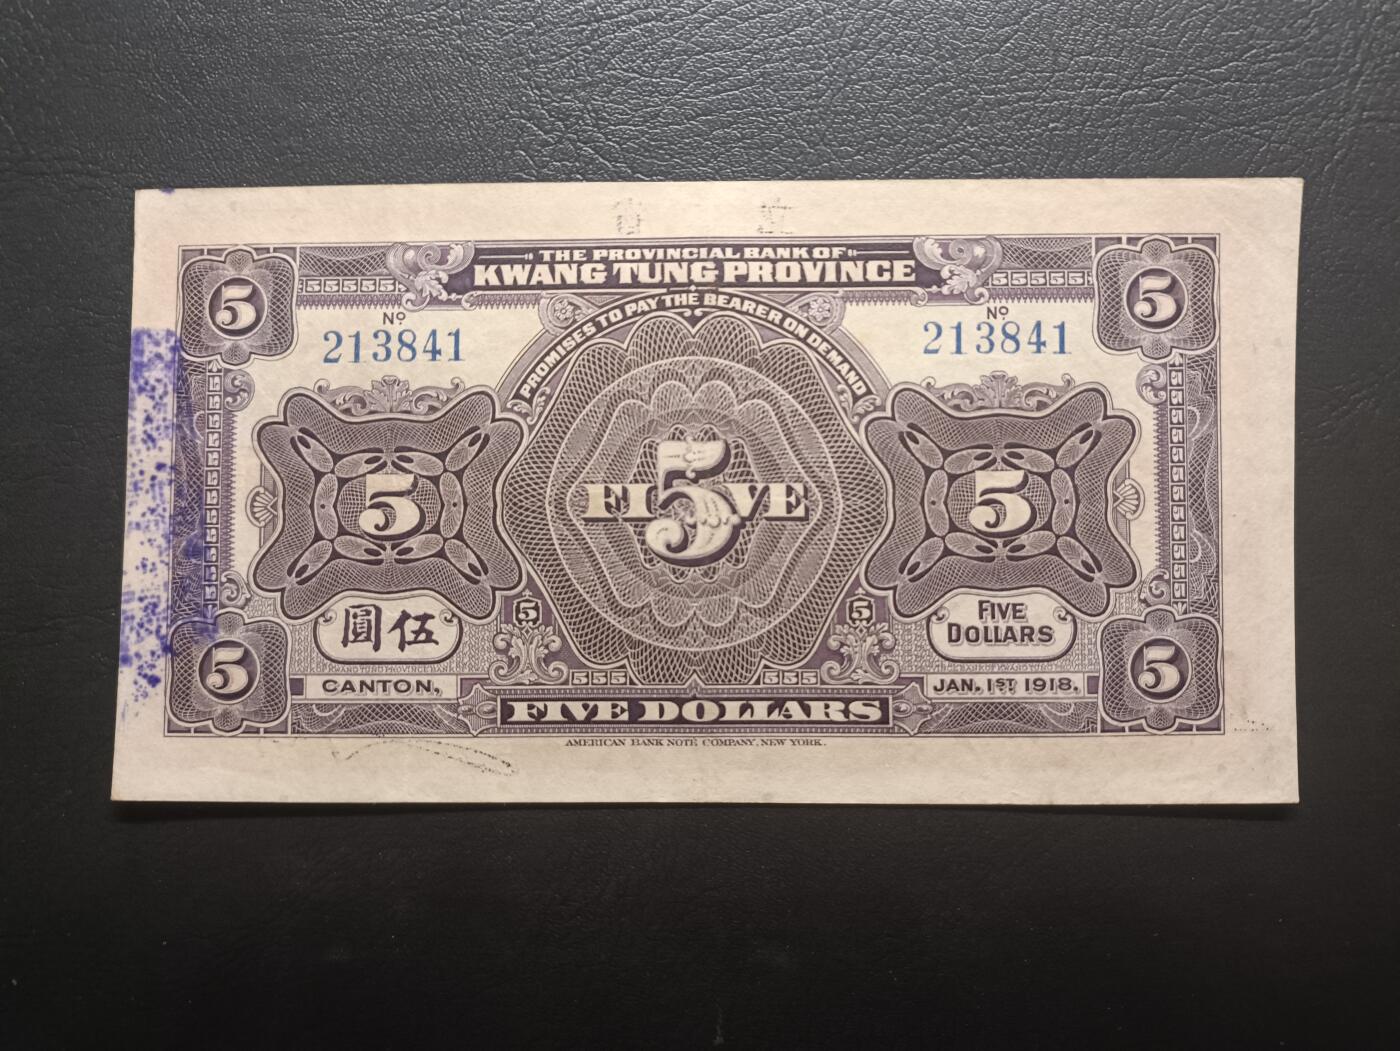 THE PROVINCIAL BANK OF
KWANG TUNG PROVINCE
PROMISES TO PAY THE BEARER ON DEMAND
5 55555 55555 5
Nº Nº
213841 213841
5 FI5VE 5
5 5
圓伍 FIVE
DOLLARS
5 5
CANTON, 555 555 JAN. 1ST 1918.
FIVE DOLLARS
AMERICAN BANK NOTE COMPANY, NEW YORK.